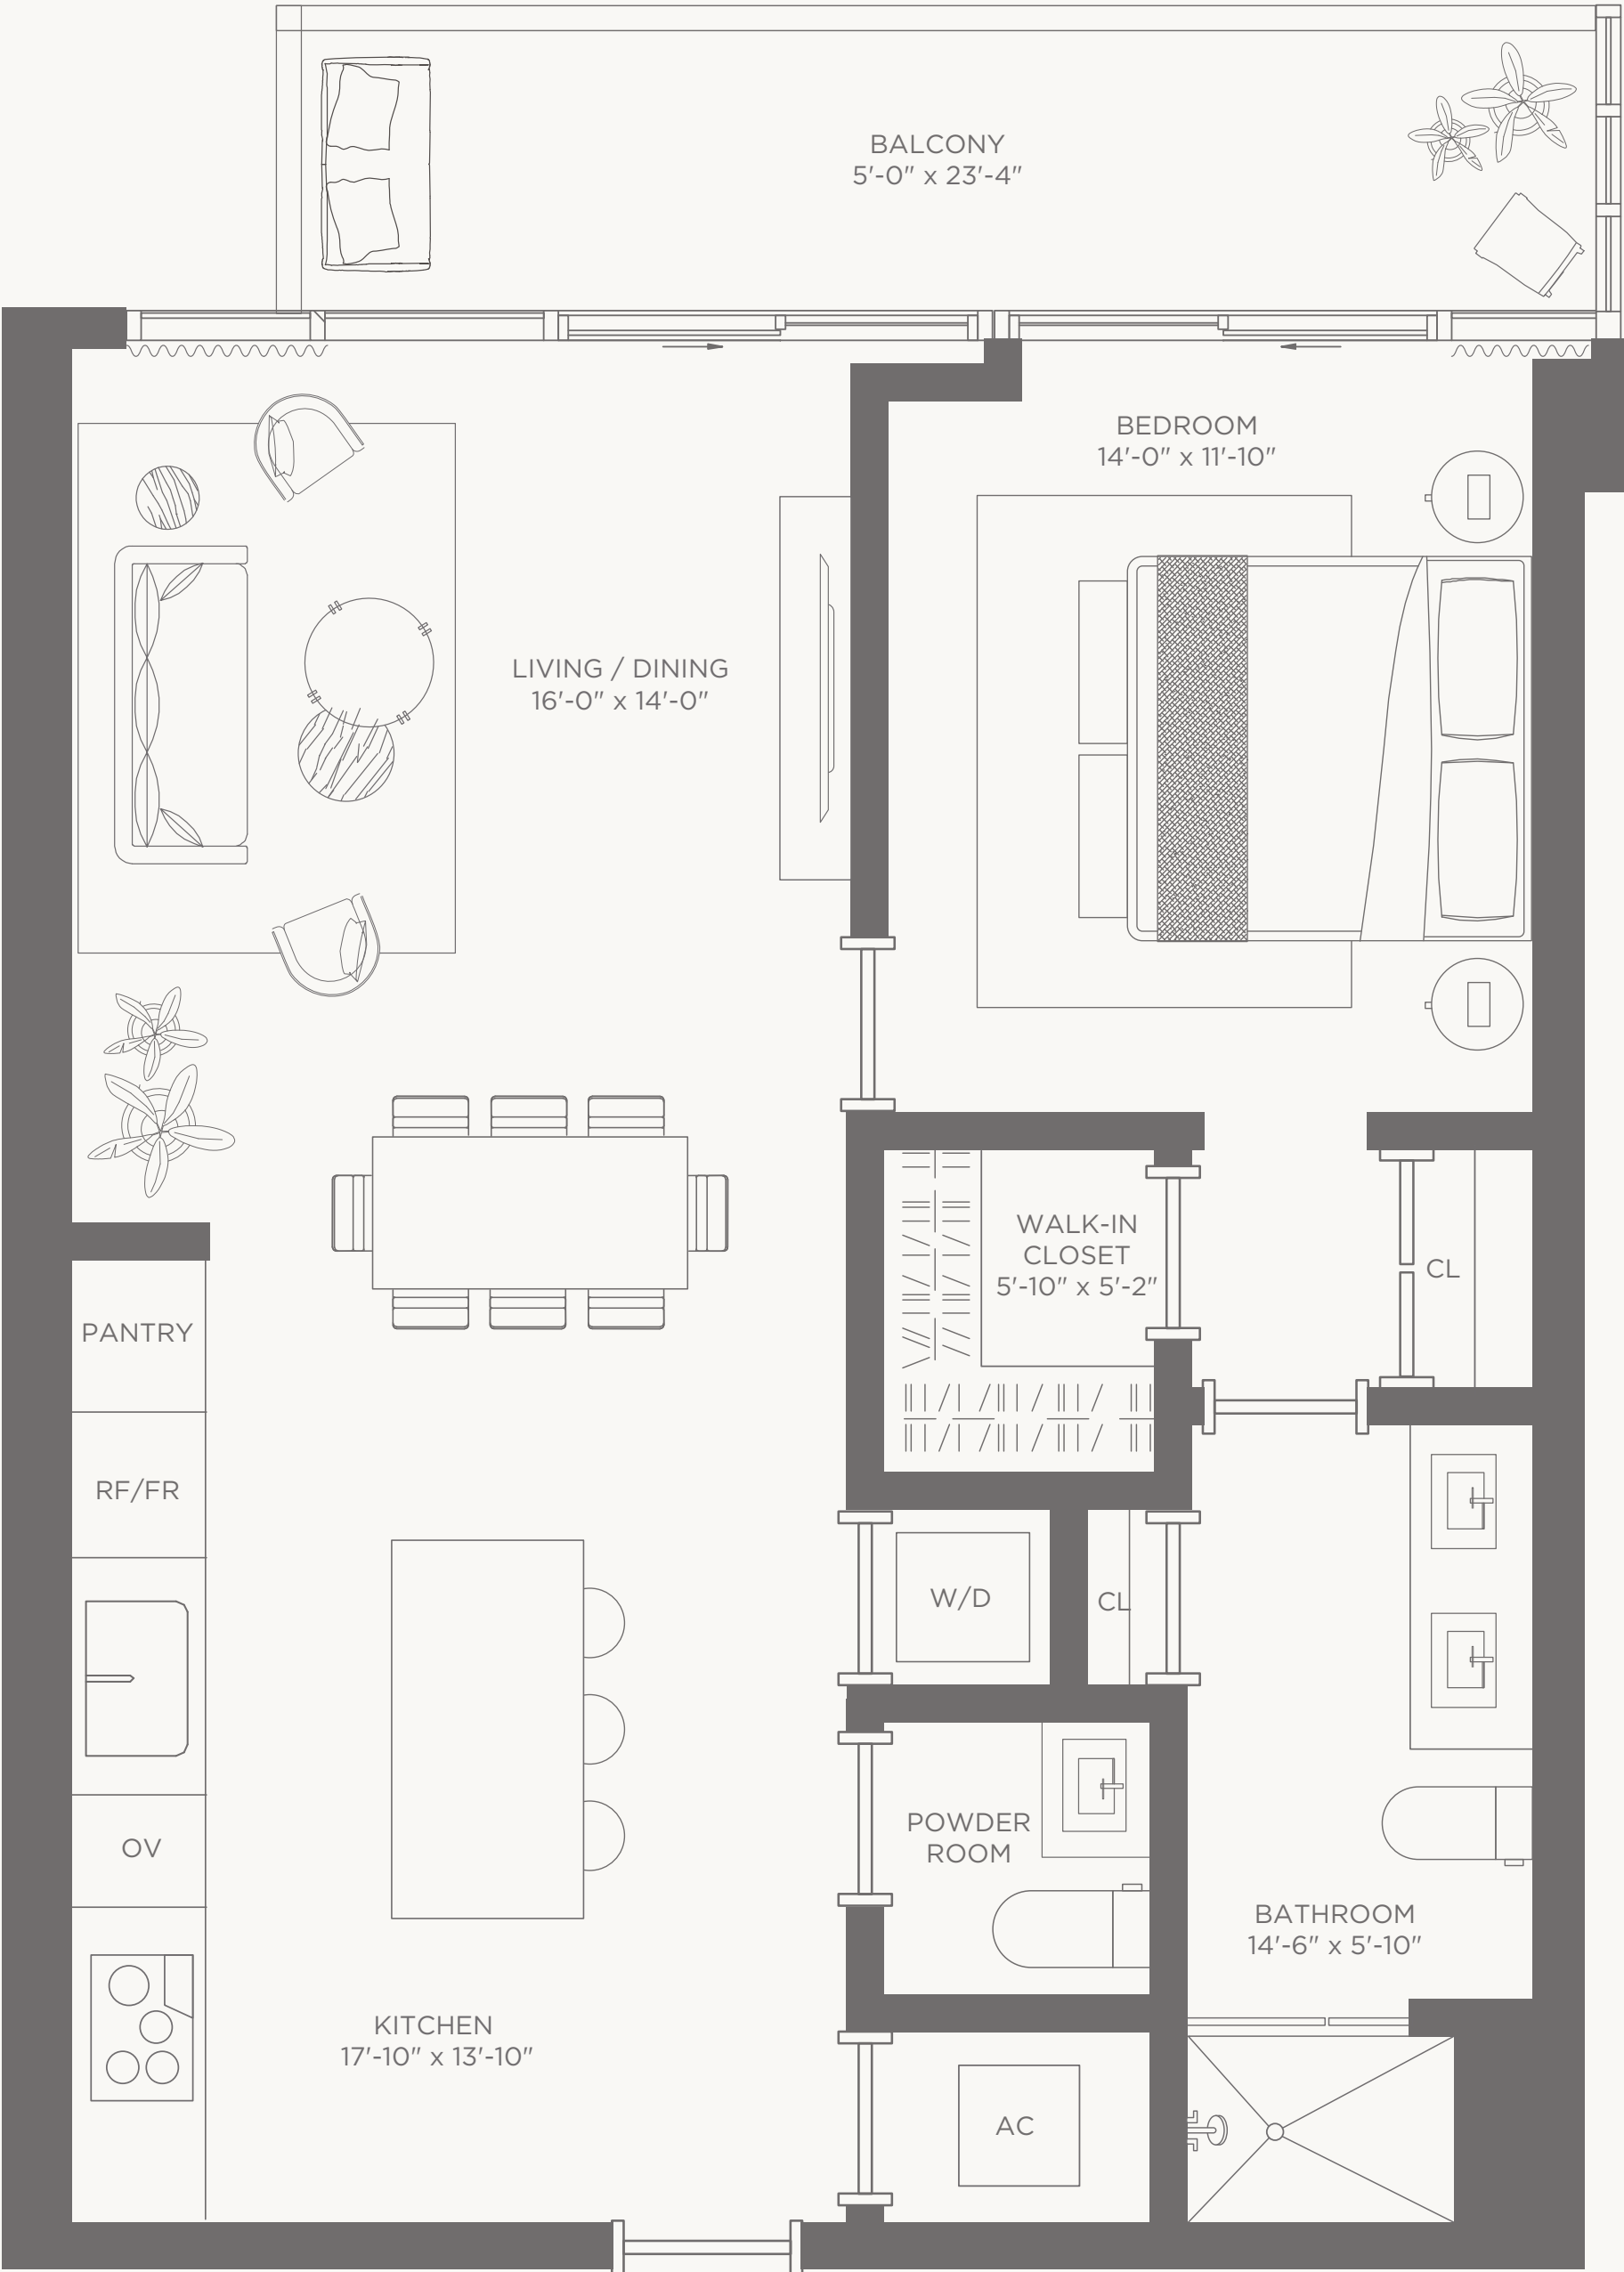 BALCONY
5'-0" x 23'-4"
BEDROOM
14'-0" x 11'-10"
LIVING / DINING
16'-0" x 14'-0"
WALK-IN
CLOSET
5'-10" x 5'-2"
CL
PANTRY
RF/FR
W/D
CL
POWDER
ROOM
OV
BATHROOM
14'-6" x 5'-10"
KITCHEN
17'-10" x 13'-10"
AC